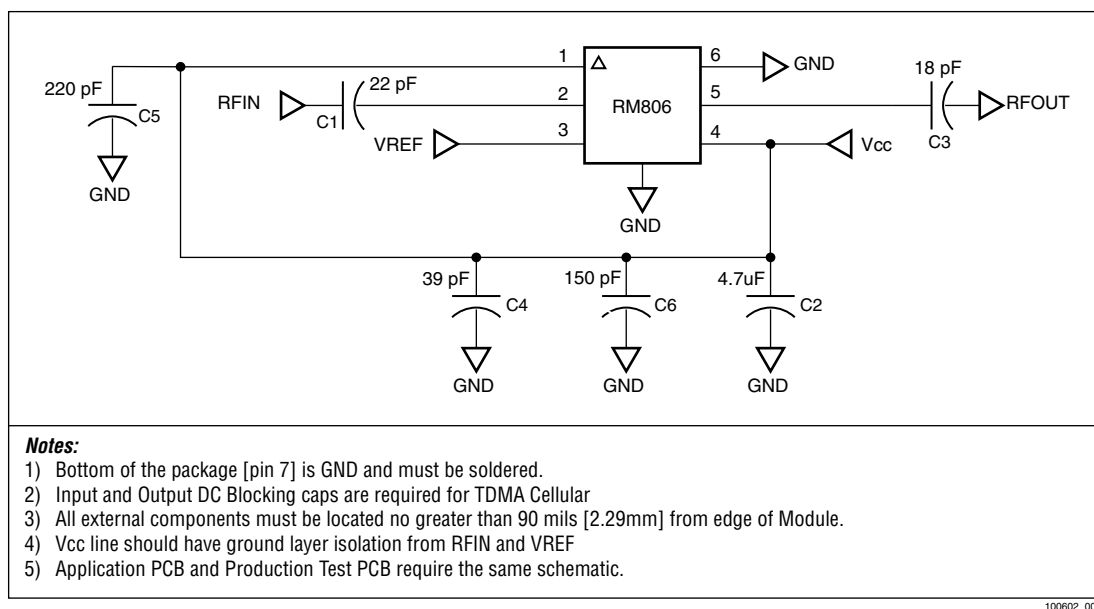 220 pF
C5
GND
RFIN
C1
22 pF
VREF
1
2
3
RM806
6
5
4
GND
GND
18 pF
C3
RFOUT
Vcc
39 pF
C4
GND
150 pF
C6
GND
4.7uF
C2
GND
Notes:
1) Bottom of the package [pin 7] is GND and must be soldered.
2) Input and Output DC Blocking caps are required for TDMA Cellular
3) All external components must be located no greater than 90 mils [2.29mm] from edge of Module.
4) Vcc line should have ground layer isolation from RFIN and VREF
5) Application PCB and Production Test PCB require the same schematic.